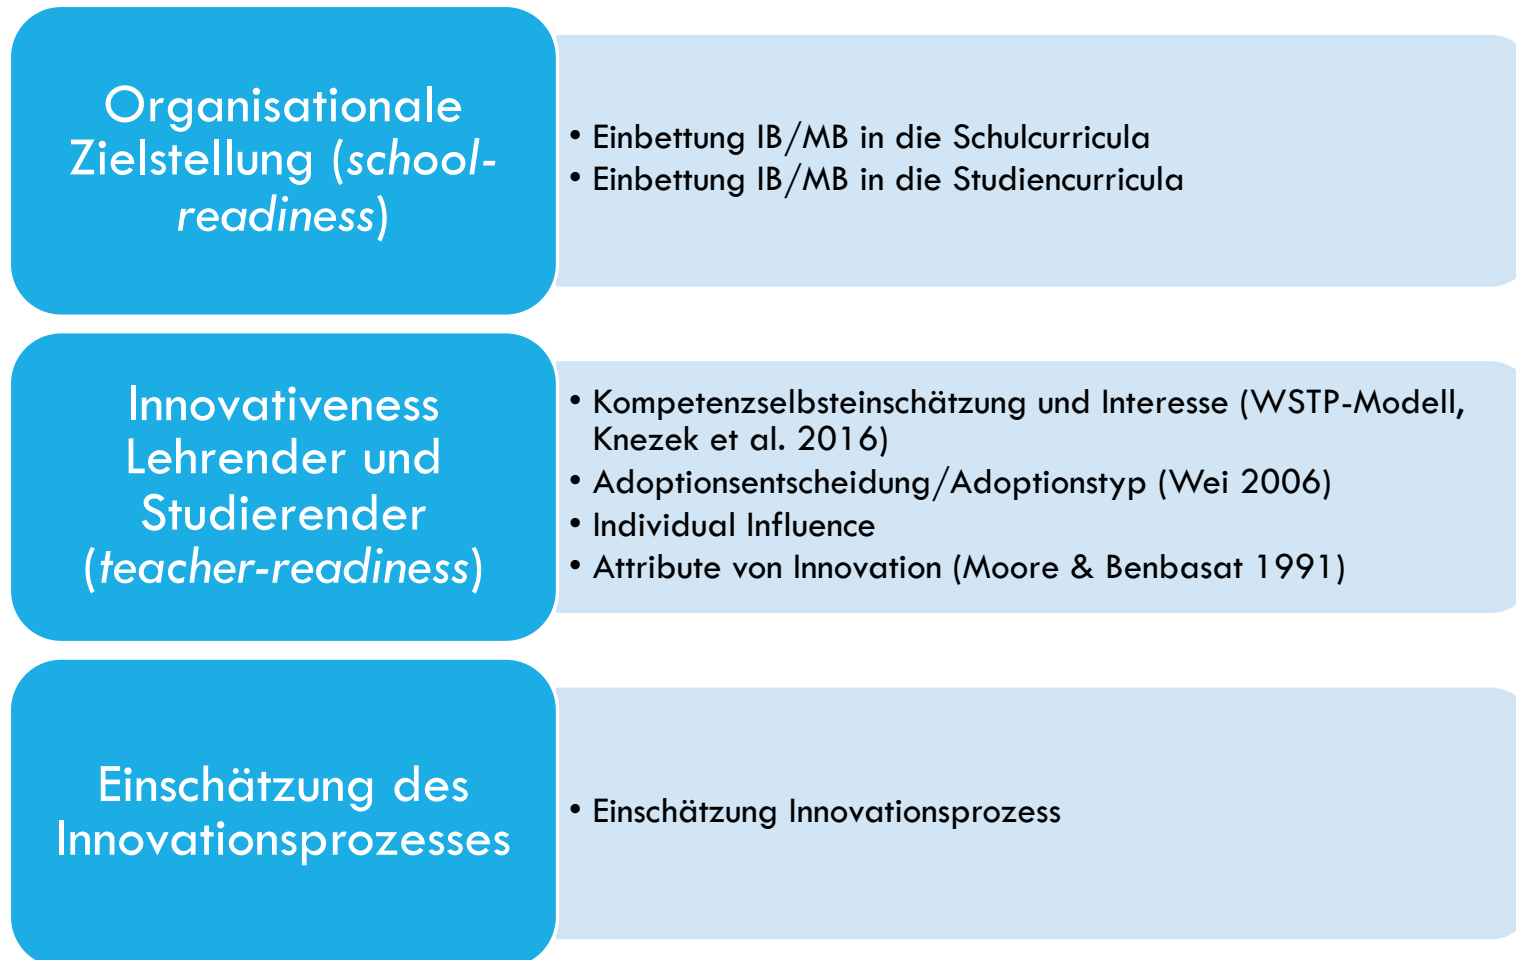 Organisationale
Zielstellung (school-
readiness)
• Einbettung IB/MB in die Schulcurricula
• Einbettung IB/MB in die Studiencurricula
Innovativeness
Lehrender und
Studierender
(teacher-readiness)
• Kompetenzselbsteinschätzung und Interesse (WSTP-Modell,
Knezek et al. 2016)
• Adoptionsentscheidung/Adoptionstyp (Wei 2006)
• Individual Influence
• Attribute von Innovation (Moore & Benbasat 1991)
Einschätzung des
Innovationsprozesses
• Einschätzung Innovationsprozess